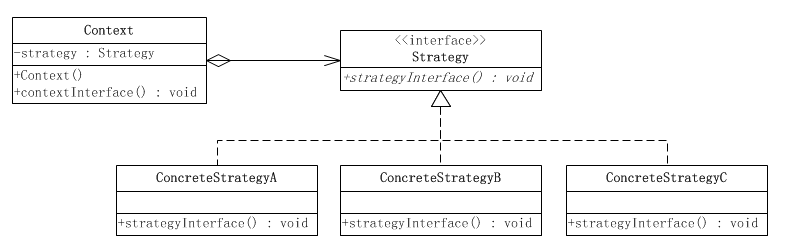 Context
-strategy : Strategy
+Context()
+contextInterface() : void
<<interface>>
Strategy
+strategyInterface() : void
ConcreteStrategyA
+strategyInterface() : void
ConcreteStrategyB
+strategyInterface() : void
ConcreteStrategyC
+strategyInterface() : void